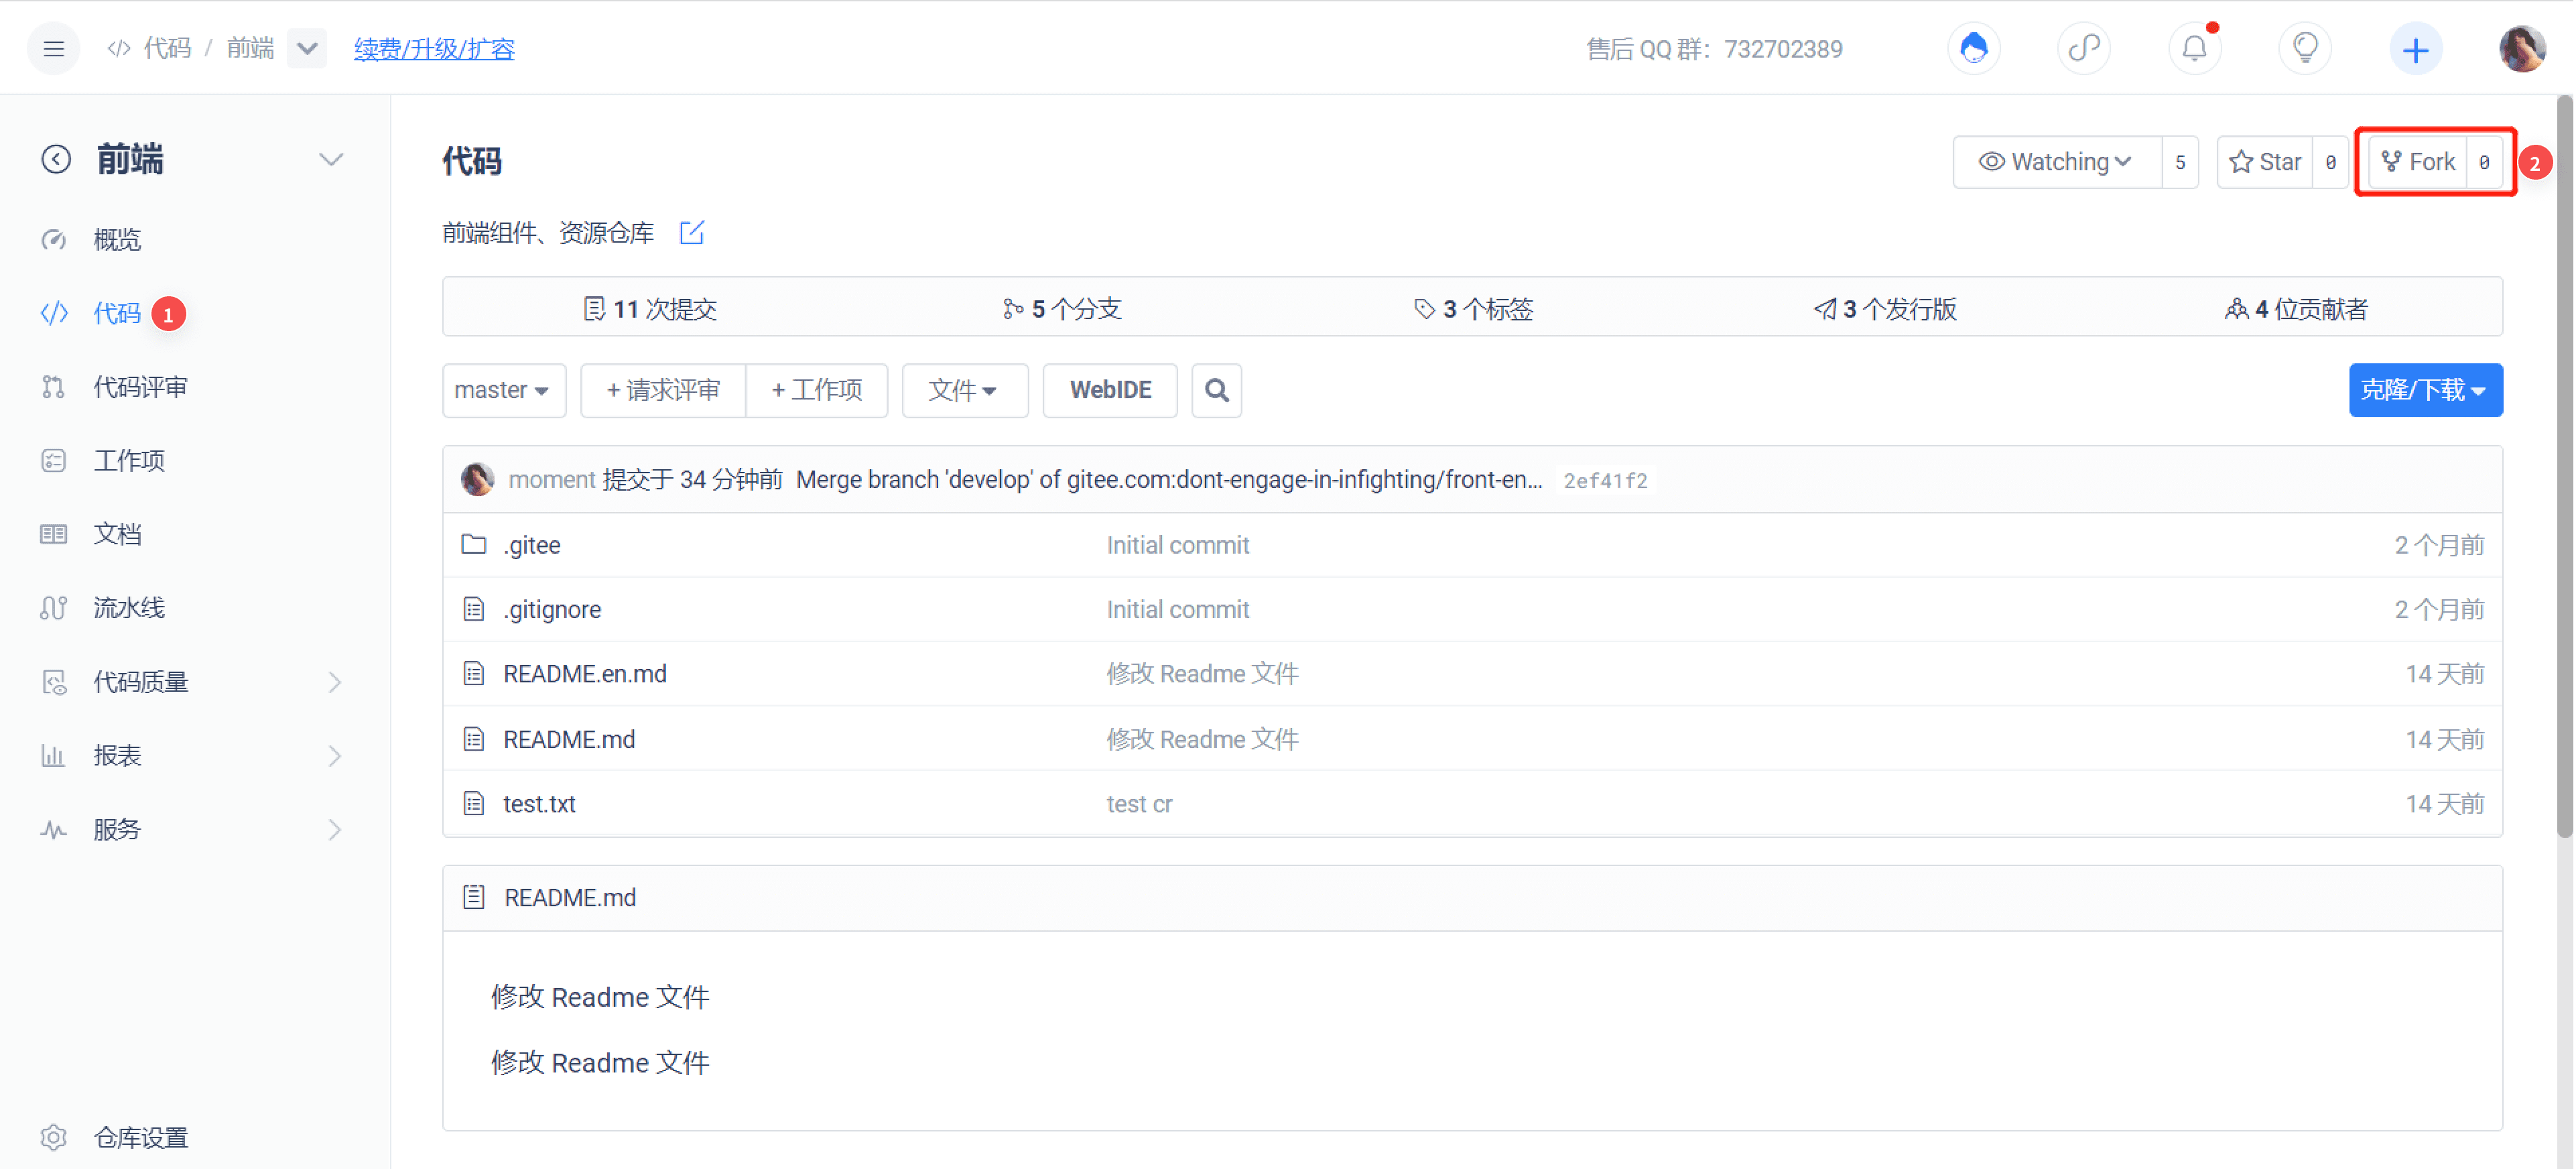 代码 / 前端 续费/升级/扩容 售后 QQ 群：732702389
前端
概览
代码 1
代码评审
工作项
文档
流水线
代码质量
报表
服务
仓库设置
代码 Watching 5 Star 0 Fork 0 2
前端组件、资源仓库
11 次提交 5 个分支 3 个标签 3 个发行版 4 位贡献者
master + 请求评审 + 工作项 文件 WebIDE 克隆/下载
moment 提交于 34 分钟前 Merge branch 'develop' of gitee.com:dont-engage-in-infighting/front-en... 2ef41f2
.gitee Initial commit 2 个月前
.gitignore Initial commit 2 个月前
README.en.md 修改 Readme 文件 14 天前
README.md 修改 Readme 文件 14 天前
test.txt test cr 14 天前
README.md
修改 Readme 文件
修改 Readme 文件